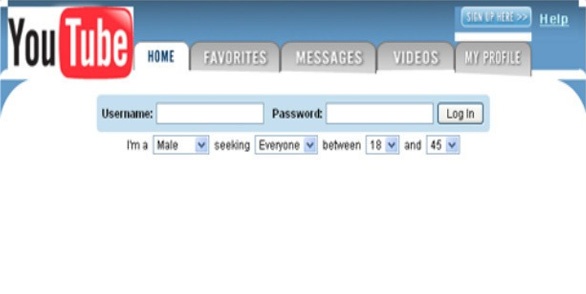 YouTube
SIGN UP HERE >> Help
HOME FAVORITES MESSAGES VIDEOS MY PROFILE
Username: Password: Log In
I'm a Male seeking Everyone between 18 and 45